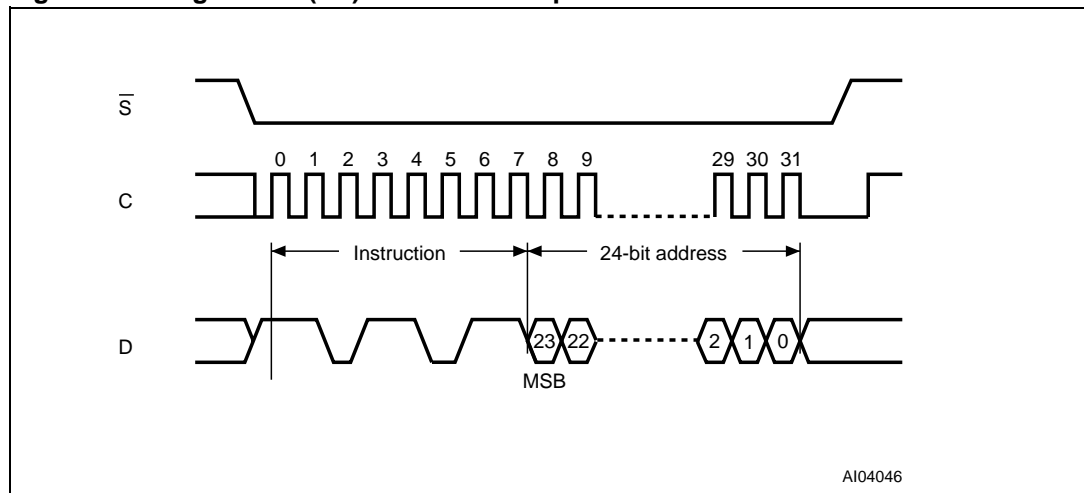 S
0 1 2 3 4 5 6 7 8 9 29 30 31
C
Instruction 24-bit address
D
23 22 2 1 0
MSB
AI04046